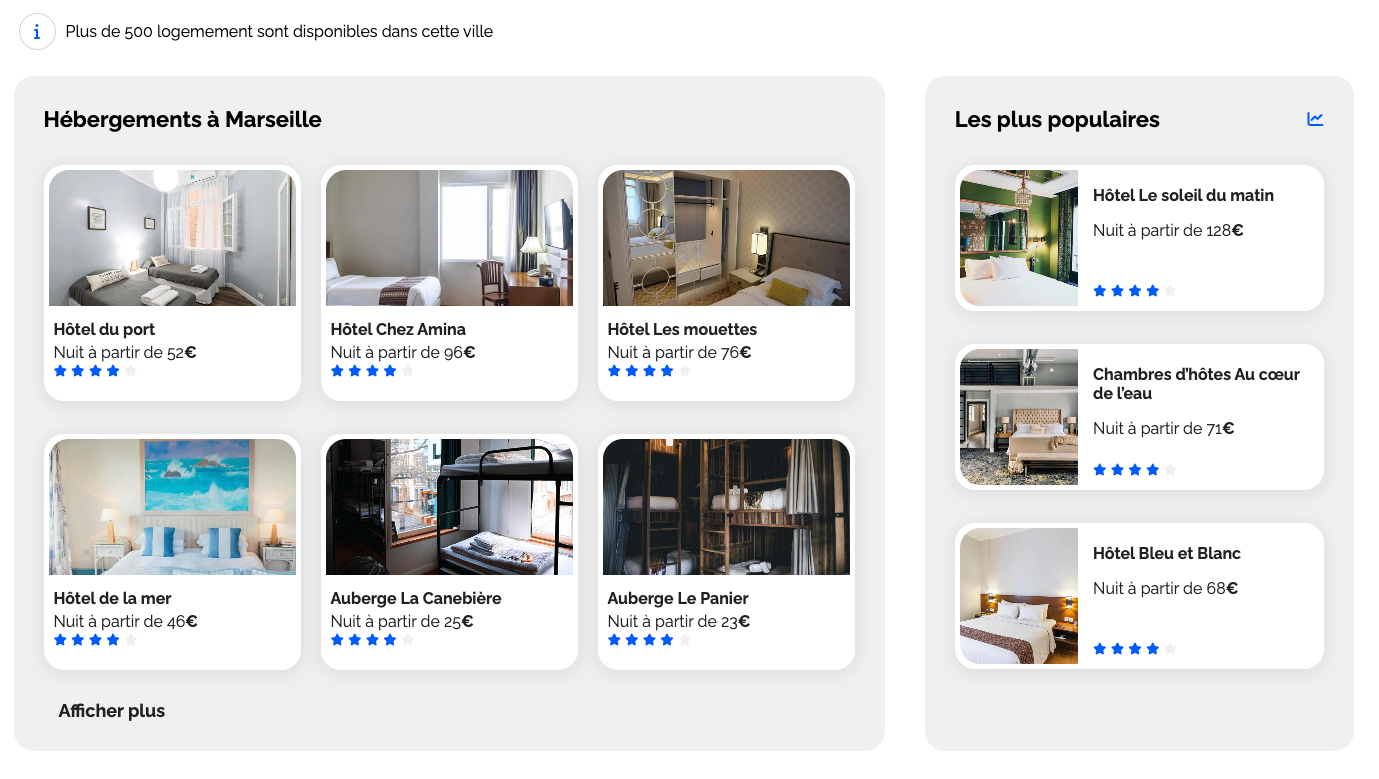 Plus de 500 logemement sont disponibles dans cette ville
Hébergements à Marseille
Hôtel du port
Nuit à partir de 52€
Hôtel Chez Amina
Nuit à partir de 96€
Hôtel Les mouettes
Nuit à partir de 76€
Hôtel de la mer
Nuit à partir de 46€
Auberge La Canebière
Nuit à partir de 25€
Auberge Le Panier
Nuit à partir de 23€
Afficher plus
Les plus populaires
Hôtel Le soleil du matin
Nuit à partir de 128€
Chambres d’hôtes Au cœur
de l’eau
Nuit à partir de 71€
Hôtel Bleu et Blanc
Nuit à partir de 68€